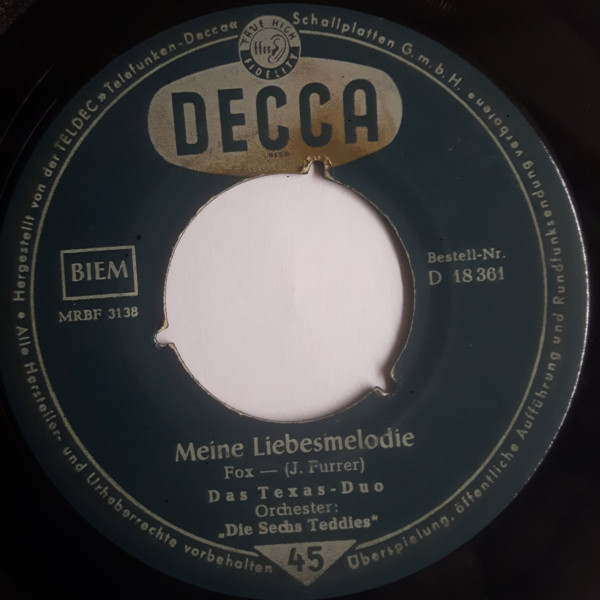 TRUE HIGH
ffrr
FIDELITY
DECCA
BIEM
MRBF 3138
Bestell-Nr.
D 18 361
Meine Liebesmelodie
Fox — (J. Furrer)
Das Texas-Duo
Orchester:
„Die Sechs Teddies"
45
Alle Hersteller- und Urheberrechte vorbehalten
Überspielung, öffentliche Aufführung und Rundfunksendung verboten •
Hergestellt von der TELDEC »Telefunken-Decca« Schallplatten G.m.b.H. •